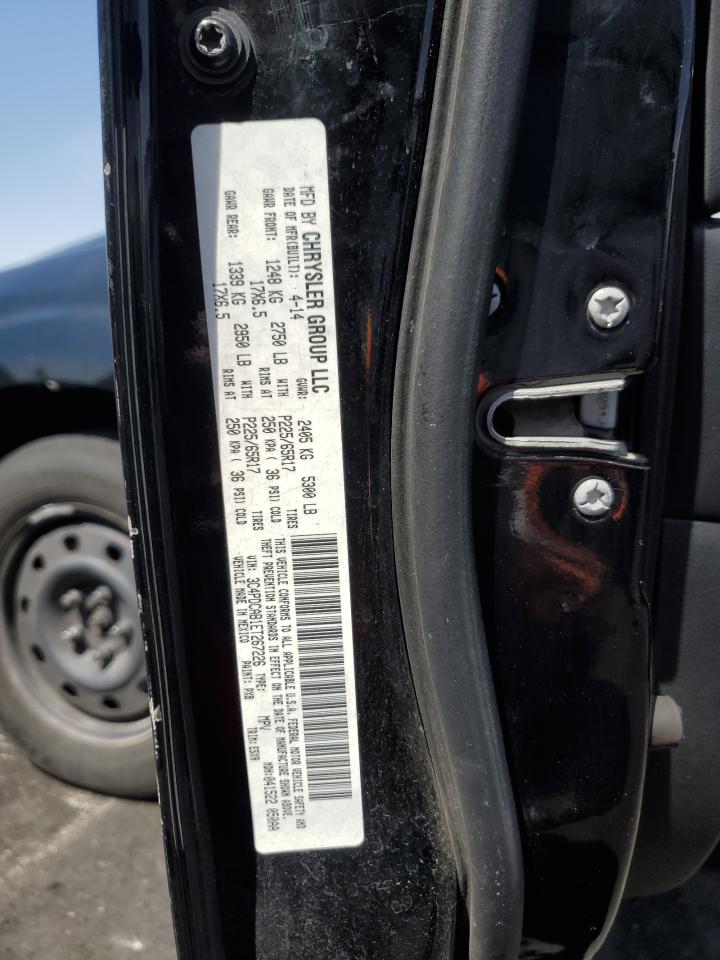 MFD BY CHRYSLER GROUP LLC
DATE OF MFR(BUILT): 4-14 GVWR: 2405 KG 5300 LB
GAWR FRONT: 1248 KG 2750 LB WITH P225/65R17 TIRES
17X6.5 RIMS AT 250 KPA ( 36 PSI) COLD
GAWR REAR: 1339 KG 2950 LB WITH P225/65R17 TIRES
17X6.5 RIMS AT 250 KPA ( 36 PSI) COLD
THIS VEHICLE CONFORMS TO ALL APPLICABLE U.S.A. FEDERAL MOTOR VEHICLE SAFETY AND
THEFT PREVENTION STANDARDS IN EFFECT ON THE DATE OF MANUFACTURE SHOWN ABOVE.
VIN: 3C4PDCAB1ET267226 TYPE: MPV MDH: 041522 050AA
VEHICLE MADE IN MEXICO PAINT: PX8 TRIM: E5X9